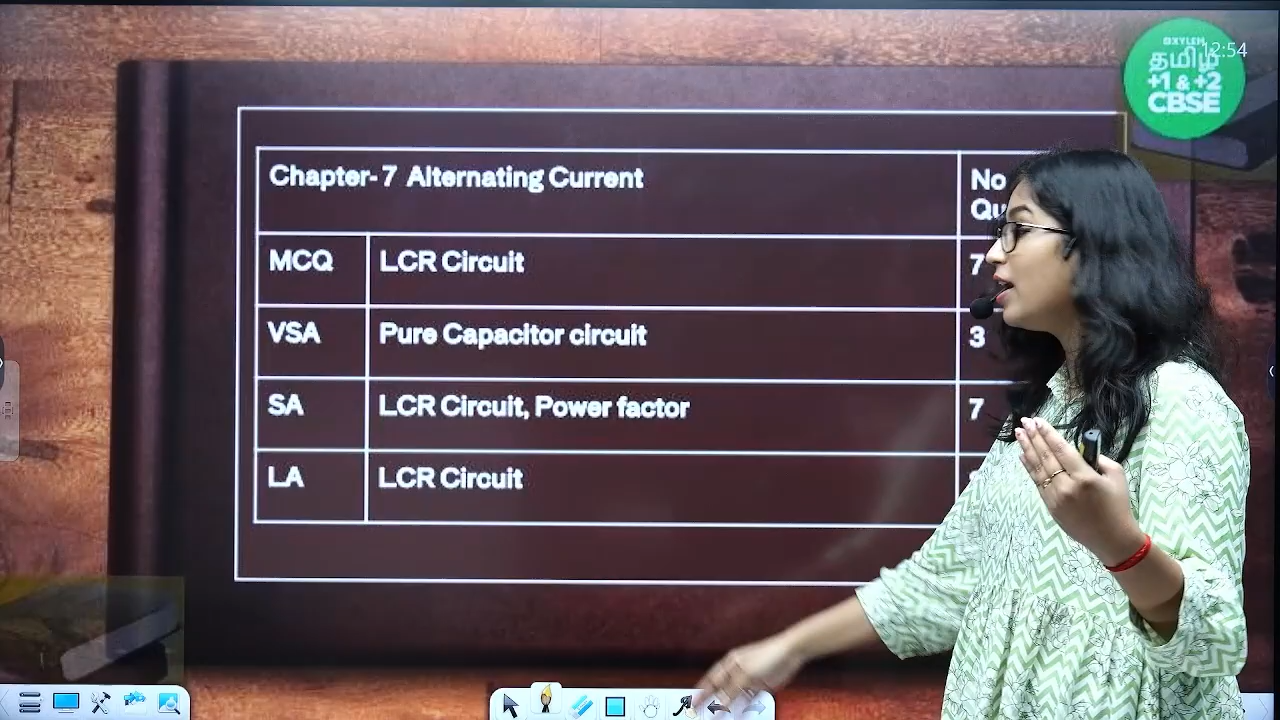 12:54
XYLEM
தமிழ்
+1 & +2
CBSE
Chapter- 7 Alternating Current
No
MCQ LCR Circuit 7
VSA Pure Capacitor circuit 3
SA LCR Circuit, Power factor 7
LA LCR Circuit